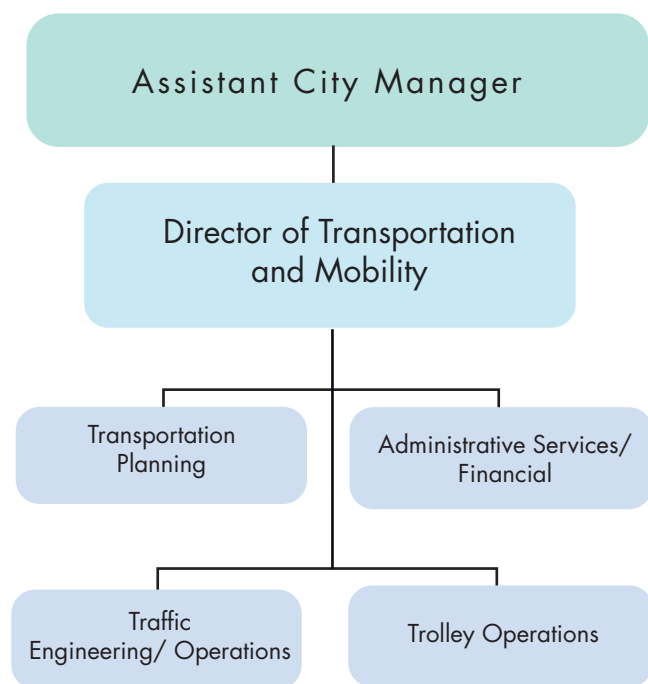 Assistant City Manager
Director of Transportation
and Mobility
Transportation
Planning
Administrative Services/
Financial
Traffic
Engineering/ Operations
Trolley Operations